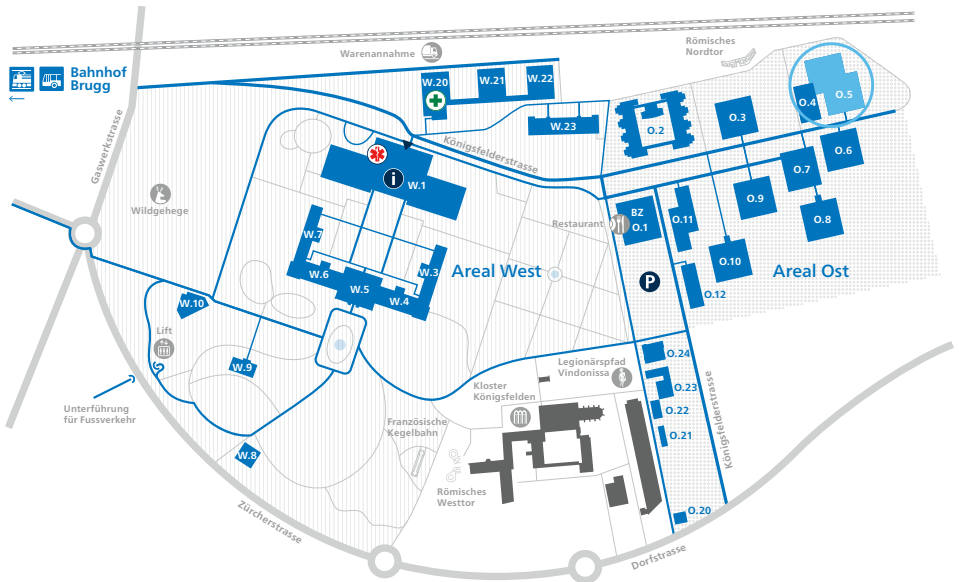 Bahnhof
Brugg
←
Gaswerkstrasse
Warenannahme
Römisches
Nordtor
W.20
W.21
W.22
W.23
O.2
O.3
O.4
O.5
O.6
Königsfelderstrasse
i
W.1
Wildgehege
O.7
O.8
O.9
Restaurant
BZ
O.1
O.11
O.10
O.12
W.7
W.6
W.5
W.4
W.3
Areal West
Areal Ost
P
W.10
Lift
W.9
Unterführung
für Fussverkehr
W.8
Legionärspfad
Vindonissa
Kloster
Königsfelden
Französische
Kegelbahn
Römisches
Westtor
O.24
O.23
O.22
O.21
O.20
Königsfelderstrasse
Zürcherstrasse
Dorfstrasse